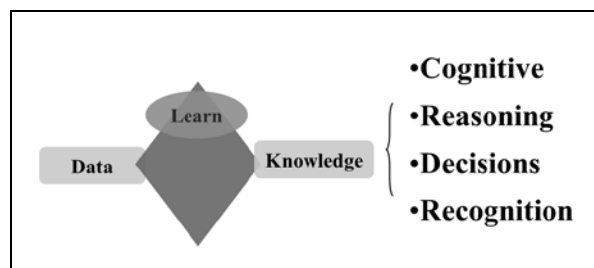 Learn
Data
Knowledge
•Cognitive
•Reasoning
•Decisions
•Recognition